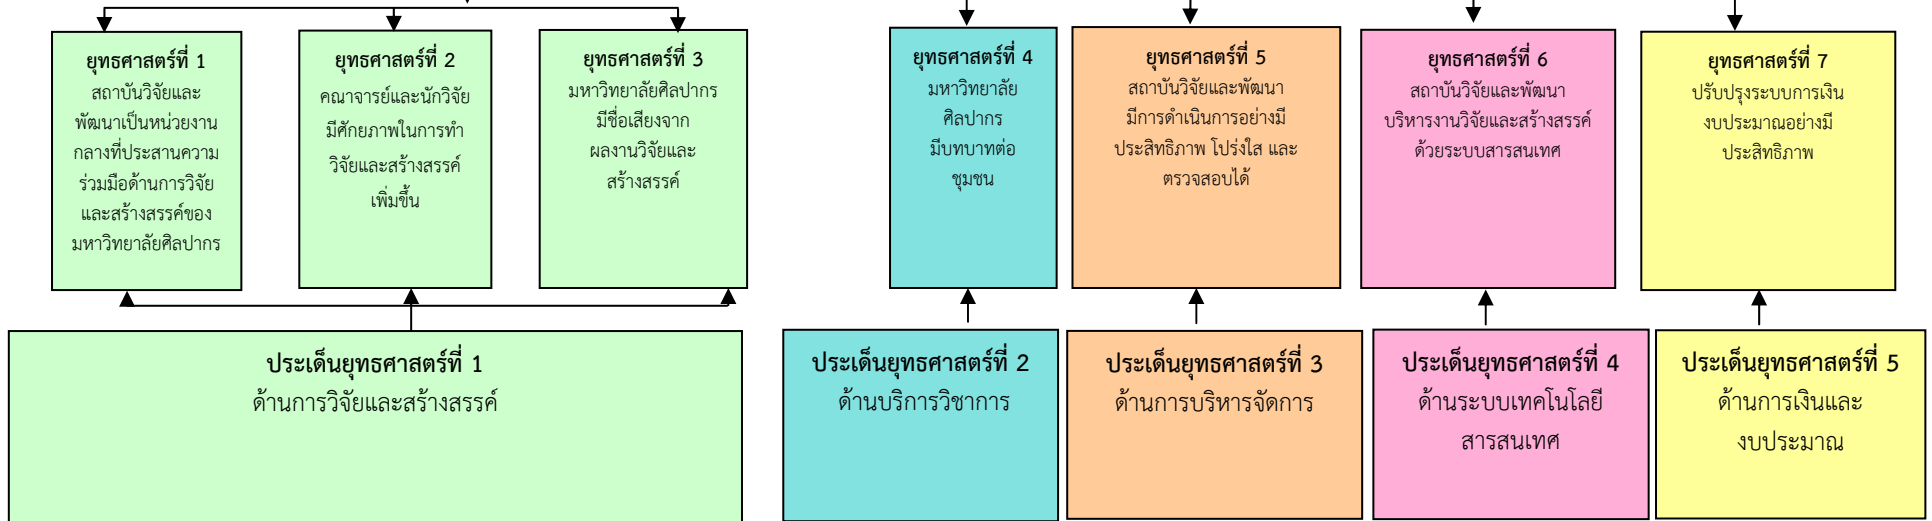 ยุทธศาสตร์ที่ 1
สถาบันวิจัยและ
พัฒนาเป็นหน่วยงาน
กลางที่ประสานความ
ร่วมมือด้านการวิจัย
และสร้างสรรค์ของ
มหาวิทยาลัยศิลปากร
ยุทธศาสตร์ที่ 2
คณาจารย์และนักวิจัย
มีศักยภาพในการทำ
วิจัยและสร้างสรรค์
เพิ่มขึ้น
ยุทธศาสตร์ที่ 3
มหาวิทยาลัยศิลปากร
มีชื่อเสียงจาก
ผลงานวิจัยและ
สร้างสรรค์
ยุทธศาสตร์ที่ 4
มหาวิทยาลัย
ศิลปากร
มีบทบาทต่อ
ชุมชน
ยุทธศาสตร์ที่ 5
สถาบันวิจัยและพัฒนา
มีการดำเนินการอย่างมี
ประสิทธิภาพ โปร่งใส และ
ตรวจสอบได้
ยุทธศาสตร์ที่ 6
สถาบันวิจัยและพัฒนา
บริหารงานวิจัยและสร้างสรรค์
ด้วยระบบสารสนเทศ
ยุทธศาสตร์ที่ 7
ปรับปรุงระบบการเงิน
งบประมาณอย่างมี
ประสิทธิภาพ
ประเด็นยุทธศาสตร์ที่ 1
ด้านการวิจัยและสร้างสรรค์
ประเด็นยุทธศาสตร์ที่ 2
ด้านบริการวิชาการ
ประเด็นยุทธศาสตร์ที่ 3
ด้านการบริหารจัดการ
ประเด็นยุทธศาสตร์ที่ 4
ด้านระบบเทคโนโลยี
สารสนเทศ
ประเด็นยุทธศาสตร์ที่ 5
ด้านการเงินและ
งบประมาณ